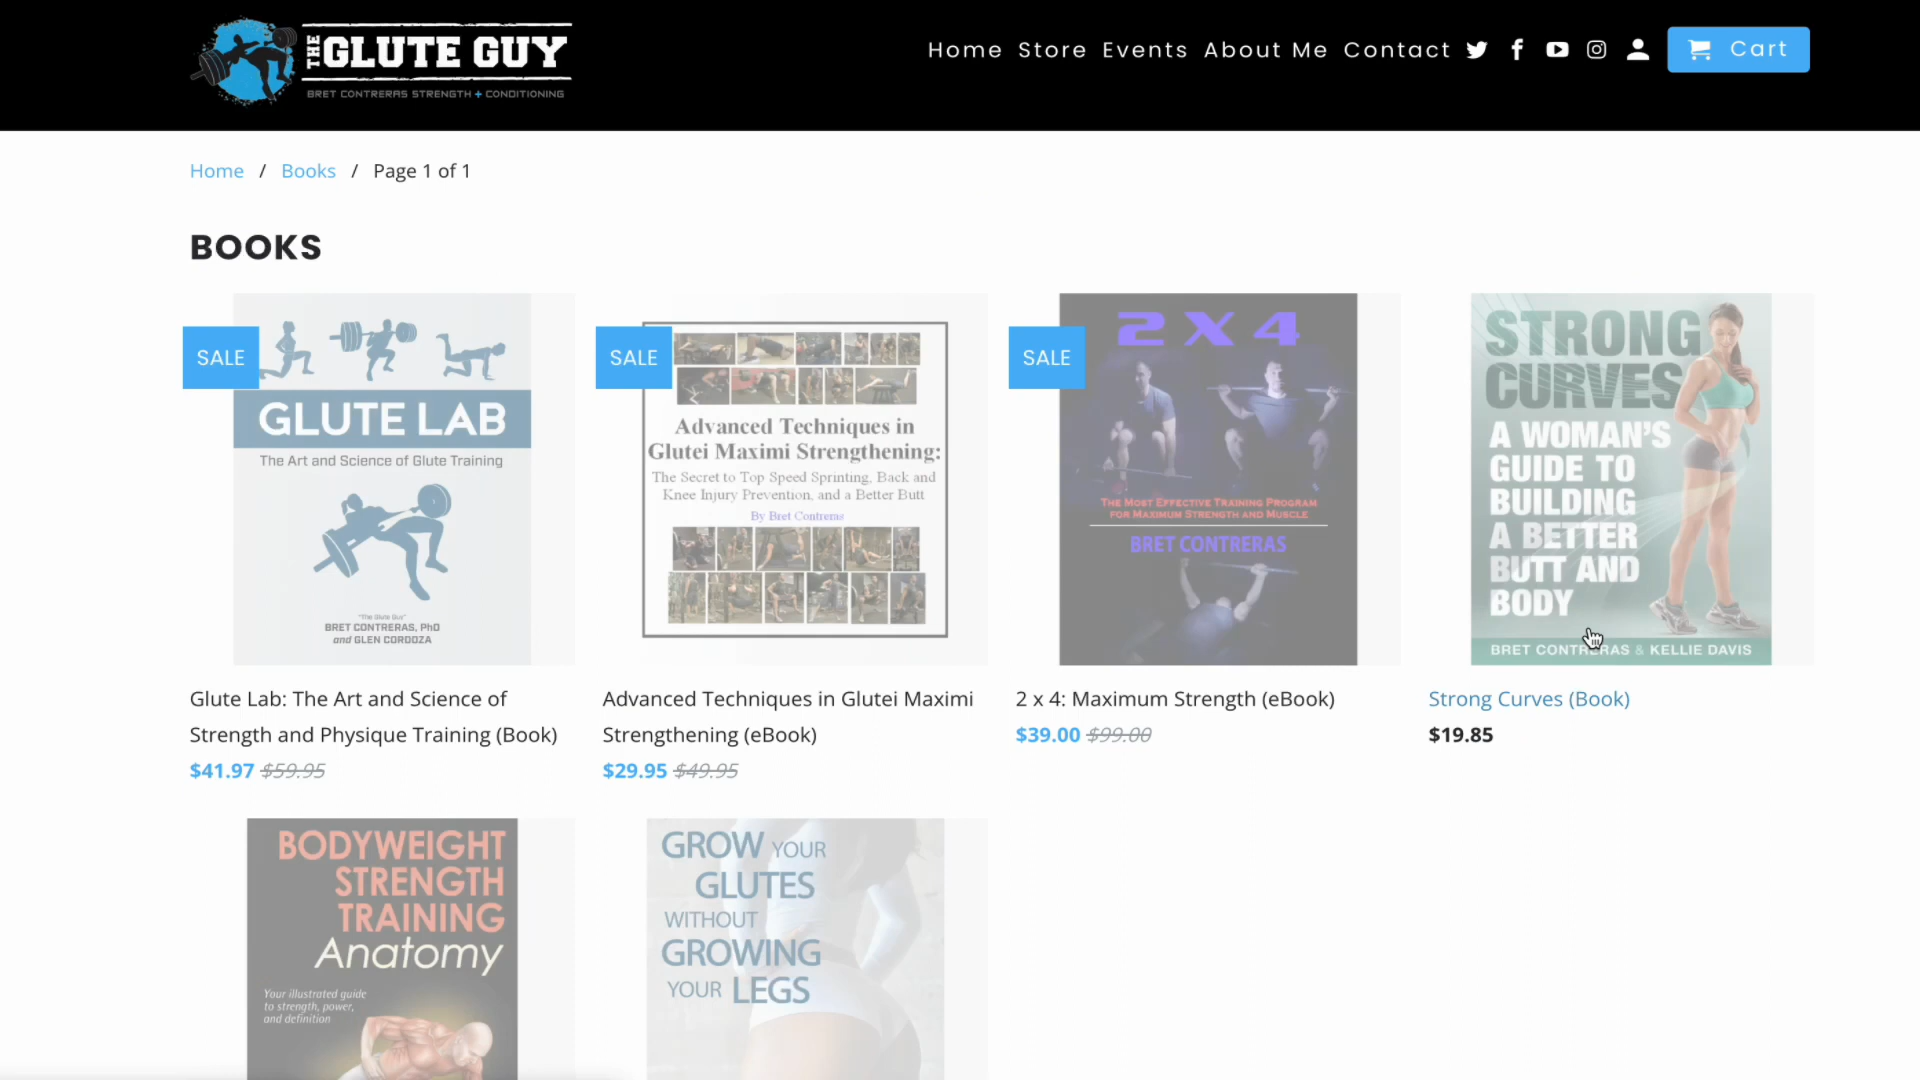 THE GLUTE GUY
BRET CONTRERAS STRENGTH + CONDITIONING
Home Store Events About Me Contact
Cart
Home / Books / Page 1 of 1
BOOKS
SALE
GLUTE LAB
The Art and Science of Glute Training
"The Glute Guy"
BRET CONTRERAS, PhD
and GLEN CORDOZA
Glute Lab: The Art and Science of
Strength and Physique Training (Book)
$41.97 $59.95
SALE
Advanced Techniques in
Glutei Maximi Strengthening:
The Secret to Top Speed Sprinting, Back and
Knee Injury Prevention, and a Better Butt
By Bret Contreras
Advanced Techniques in Glutei Maximi
Strengthening (eBook)
$29.95 $49.95
SALE
2 X 4
THE MOST EFFECTIVE TRAINING PROGRAM
FOR MAXIMUM STRENGTH AND MUSCLE
BRET CONTRERAS
2 x 4: Maximum Strength (eBook)
$39.00 $99.00
STRONG
CURVES
A WOMAN'S
GUIDE TO
BUILDING
A BETTER
BUTT AND
BODY
BRET CONTRERAS & KELLIE DAVIS
Strong Curves (Book)
$19.85
BODYWEIGHT
STRENGTH
TRAINING
Anatomy
Your illustrated guide
to strength, power,
and definition
GROW YOUR
GLUTES
WITHOUT
GROWING
YOUR LEGS